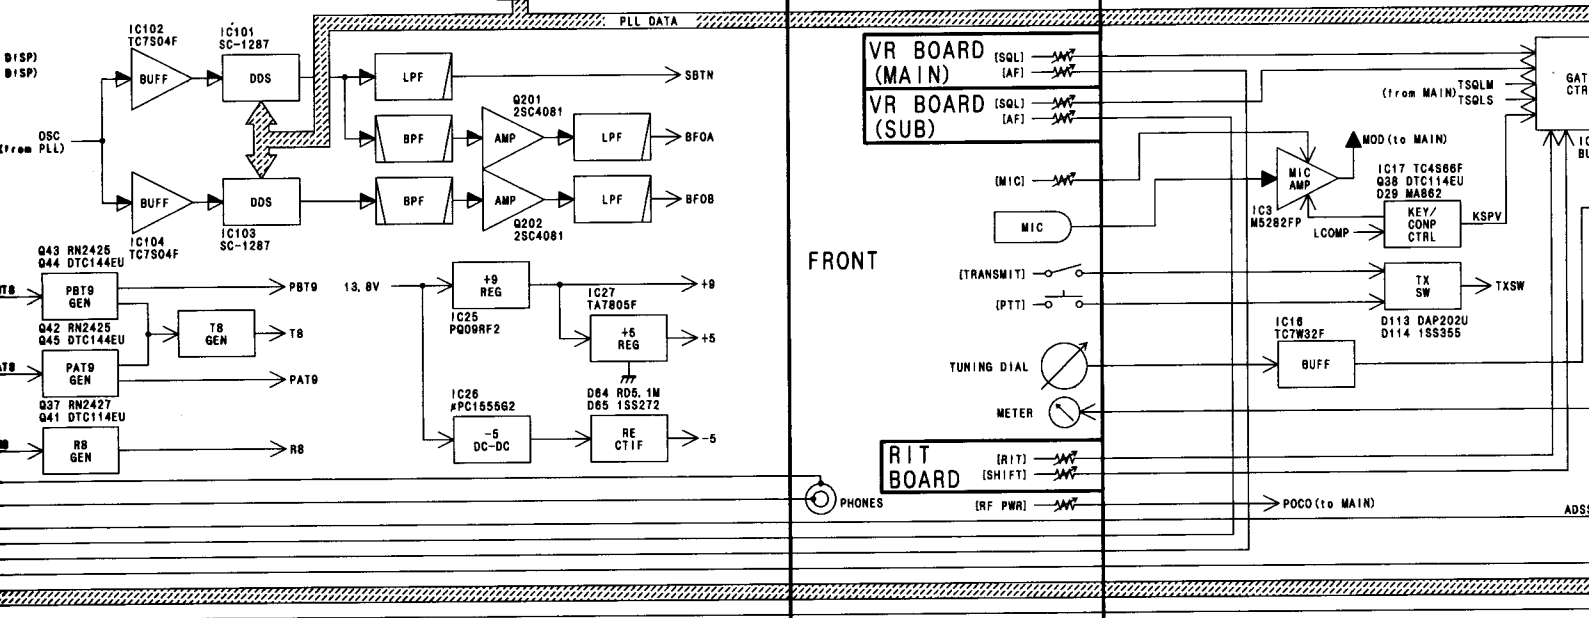 PLL DATA
IC102
TC7S04F
IC101
SC-1287
DISP)
DISP)
BUFF
DDS
LPF
SBTN
Q201
2SC4081
OSC
(from PLL)
BPF
AMP
LPF
BFOA
BUFF
DDS
BPF
AMP
LPF
BFOB
IC104
TC7S04F
IC103
SC-1287
Q202
2SC4081
Q43 RN2425
Q44 DTC144EU
PBT9
GEN
PBT9
Q42 RN2425
Q45 DTC144EU
T8
GEN
T8
PAT9
GEN
PAT9
Q37 RN2427
Q41 DTC114EU
R8
GEN
R8
13.8V
+9
REG
+9
IC25
PQ09RF2
IC27
TA7805F
+5
REG
+5
IC26
μPC1555G2
-5
DC-DC
D64 RD5.1M
D65 1SS272
RE
CTIF
-5
FRONT
PHONES
VR BOARD
(MAIN)
[SQL]
[AF]
VR BOARD
(SUB)
[SQL]
[AF]
[MIC]
MIC
[TRANSMIT]
[PTT]
TUNING DIAL
METER
RIT
BOARD
[RIT]
[SHIFT]
[RF PWR]
POCO(to MAIN)
(from MAIN)
TSQLM
TSQLS
GAT
CTR
MOD(to MAIN)
MIC
AMP
IC3
M5282FP
IC17 TC4S66F
Q38 DTC114EU
D29 MA862
KEY/
CONP
CTRL
LCOMP
KSPV
IC
BU
TX
SW
TXSW
D113 DAP202U
D114 1SS355
IC16
TC7W32F
BUFF
ADSS